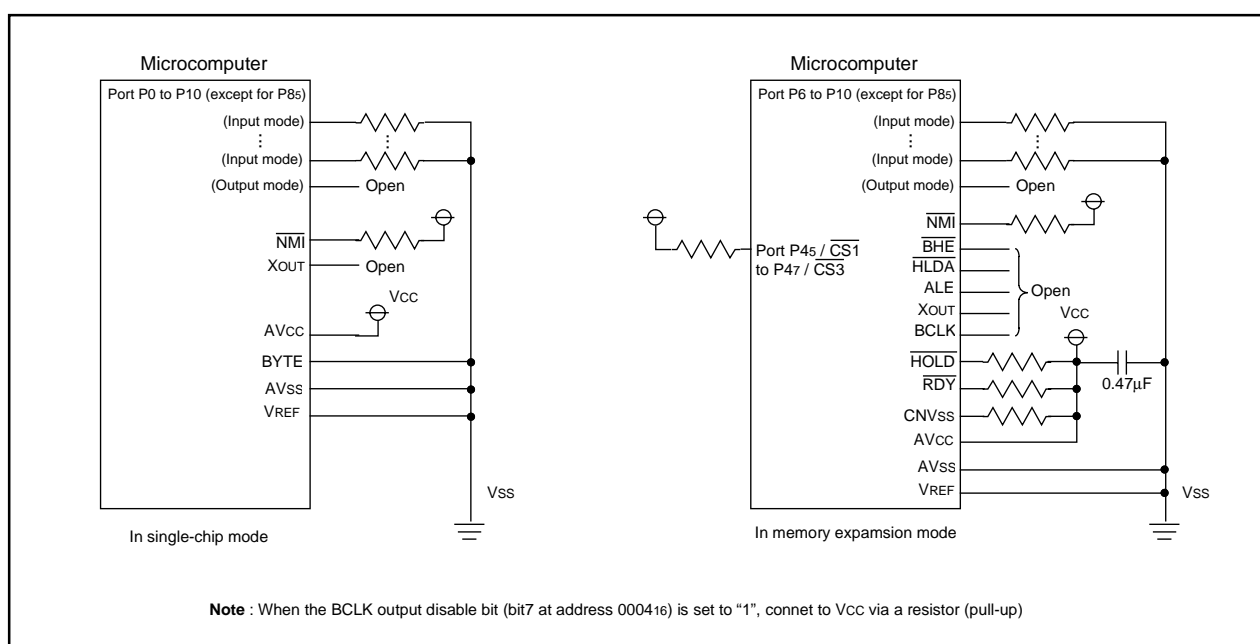 Microcomputer
Port P0 to P10 (except for P85)
(Input mode)
(Input mode)
(Output mode)
Open
NMI
XOUT
Open
VCC
AVCC
BYTE
AVSS
VREF
VSS
In single-chip mode
Microcomputer
Port P6 to P10 (except for P85)
(Input mode)
(Input mode)
(Output mode)
Open
NMI
Port P45 / CS1
to P47 / CS3
BHE
HLDA
ALE
XOUT
BCLK
Open
VCC
HOLD
RDY
CNVSS
AVCC
0.47µF
AVSS
VREF
VSS
In memory expansion mode
Note : When the BCLK output disable bit (bit7 at address 000416) is set to “1”, connet to VCC via a resistor (pull-up)